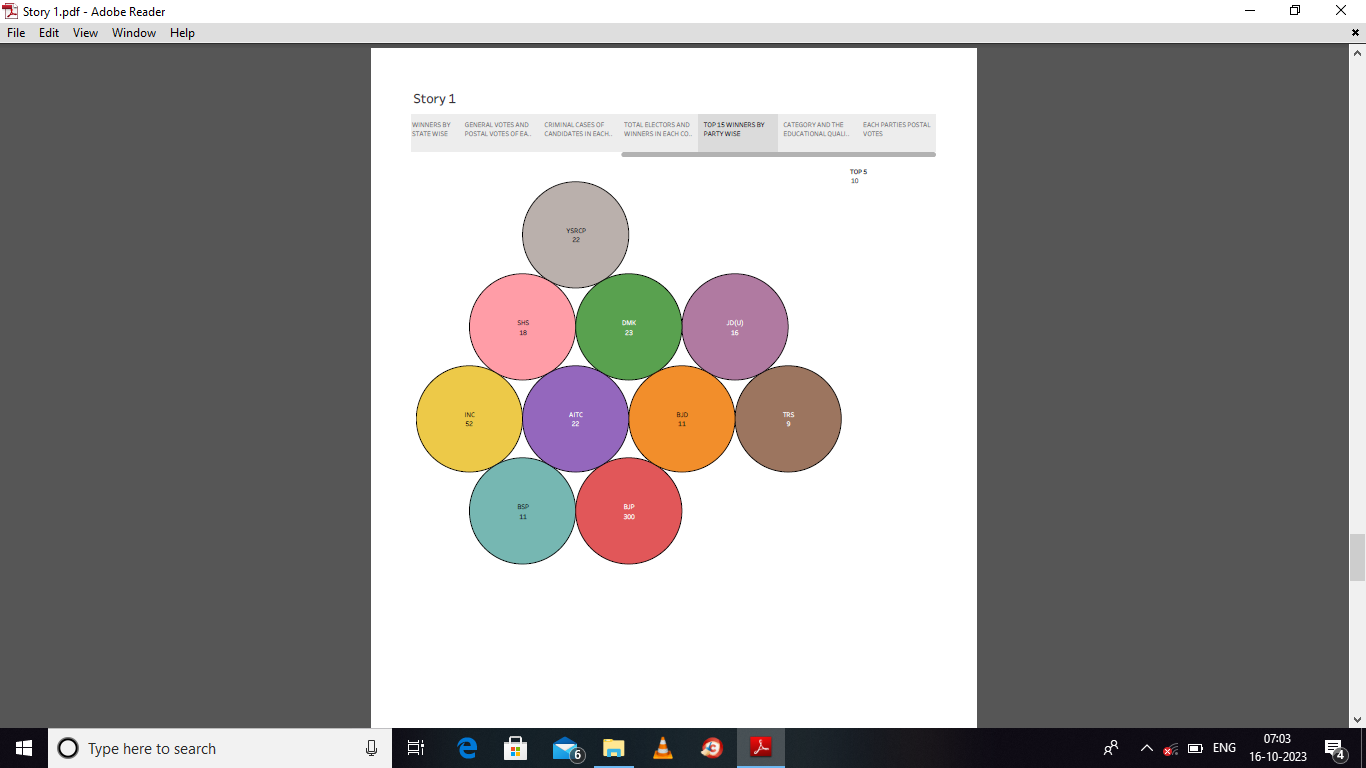 Story 1.pdf - Adobe Reader
File Edit View Window Help
Story 1
WINNERS BY
STATE WISE
GENERAL VOTES AND
POSTAL VOTES OF EA..
CRIMINAL CASES OF
CANDIDATES IN EACH..
TOTAL ELECTORS AND
WINNERS IN EACH CO..
TOP 15 WINNERS BY
PARTY WISE
CATEGORY AND THE
EDUCATIONAL QUALI..
EACH PARTIES POSTAL
VOTES
TOP 5
10
YSRCP
22
SHS
18
DMK
23
JD(U)
16
INC
52
AITC
22
BJD
11
TRS
9
BSP
11
BJP
300
Type here to search
6
ENG
07:03
16-10-2023
4